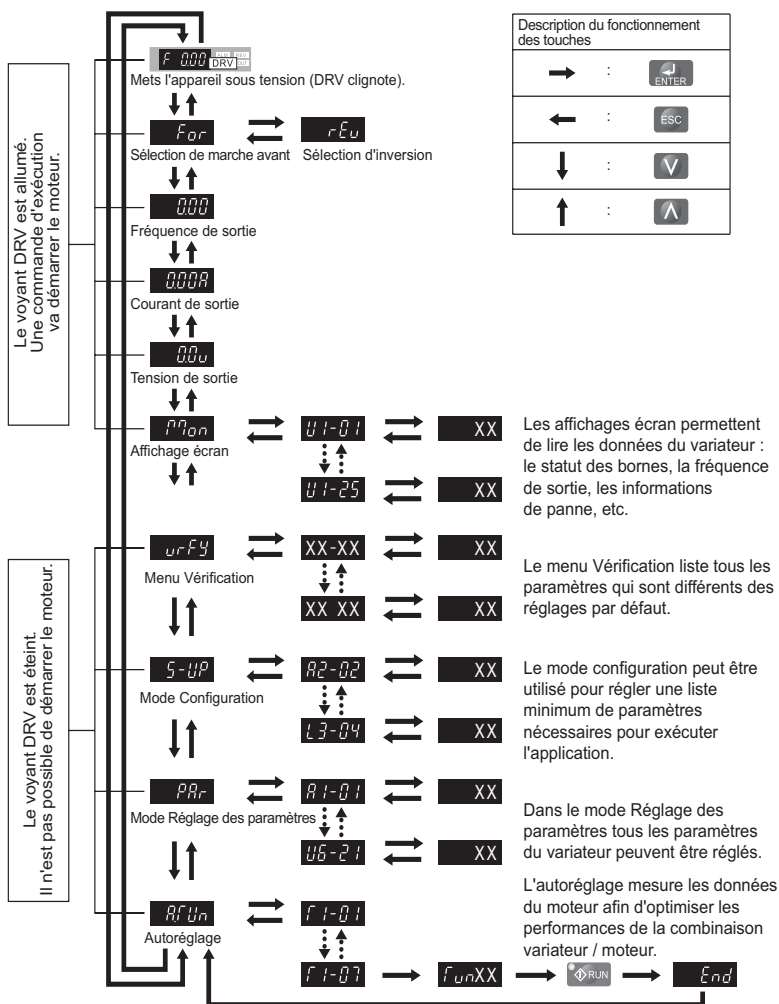 Description du fonctionnement
des touches
→ : ENTER
← : ESC
↓ : V
↑ : Λ
Le voyant DRV est allumé.
Une commande d'exécution
va démarrer le moteur.
F 0.00 ALM REV DRV OUT
Mets l'appareil sous tension (DRV clignote).
For rEv
Sélection de marche avant Sélection d'inversion
0.00
Fréquence de sortie
0.00A
Courant de sortie
0.0v
Tension de sortie
Mon U1-01 XX
Affichage écran
U1-25 XX
Les affichages écran permettent
de lire les données du variateur :
le statut des bornes, la fréquence
de sortie, les informations
de panne, etc.
Le voyant DRV est éteint.
Il n'est pas possible de démarrer le moteur.
vrFY XX-XX XX
Menu Vérification
XX XX XX
Le menu Vérification liste tous les
paramètres qui sont différents des
réglages par défaut.
S-UP A2-02 XX
Mode Configuration
L3-04 XX
Le mode configuration peut être
utilisé pour régler une liste
minimum de paramètres
nécessaires pour exécuter
l'application.
PAr A1-01 XX
Mode Réglage des paramètres
U6-21 XX
Dans le mode Réglage des
paramètres tous les paramètres
du variateur peuvent être réglés.
A.TUn T1-01
Autoréglage
L'autoréglage mesure les données
du moteur afin d'optimiser les
performances de la combinaison
variateur / moteur.
T1-07 TunXX RUN End